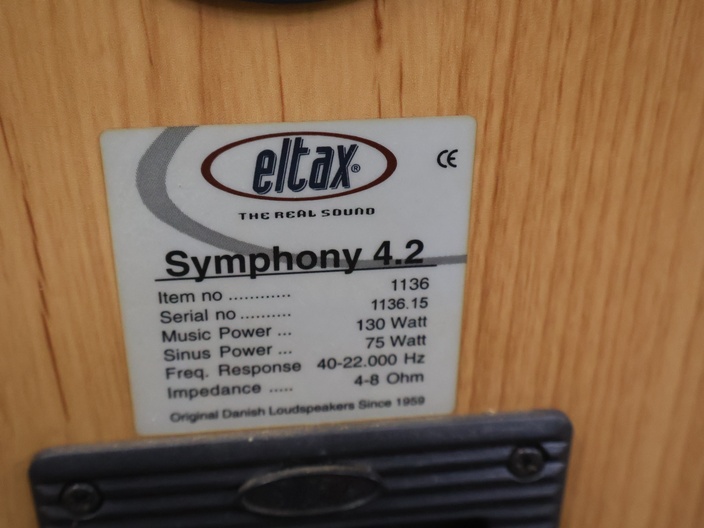 eltax®
CE
THE REAL SOUND
Symphony 4.2
Item no ............ 1136
Serial no .......... 1136.15
Music Power ... 130 Watt
Sinus Power ... 75 Watt
Freq. Response 40-22.000 Hz
Impedance ..... 4-8 Ohm
Original Danish Loudspeakers Since 1959